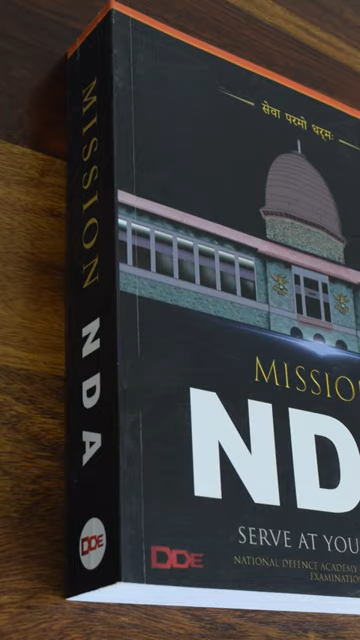 MISSION NDA
DDE
सेवा परमो धर्मः
MISSIO
ND
SERVE AT YOU
NATIONAL DEFENCE ACADEMY
EXAMINATIO
DDE